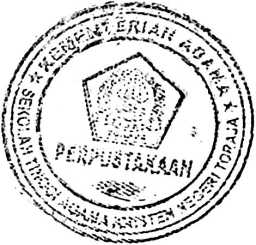 ★ KEMENTERIAN AGAMA ★
SEKOLAH TINGGI AGAMA KRISTEN NEGERI TORAJA
PERPUSTAKAAN